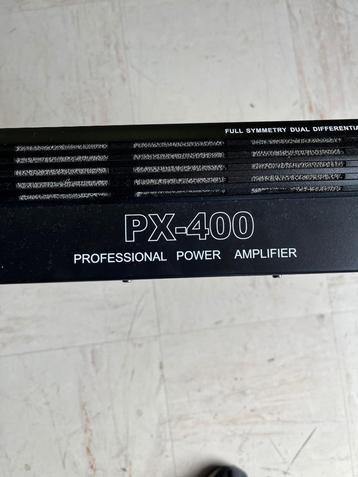 FULL SYMMETRY DUAL DIFFERENTIA
PX-400
PROFESSIONAL POWER AMPLIFIER